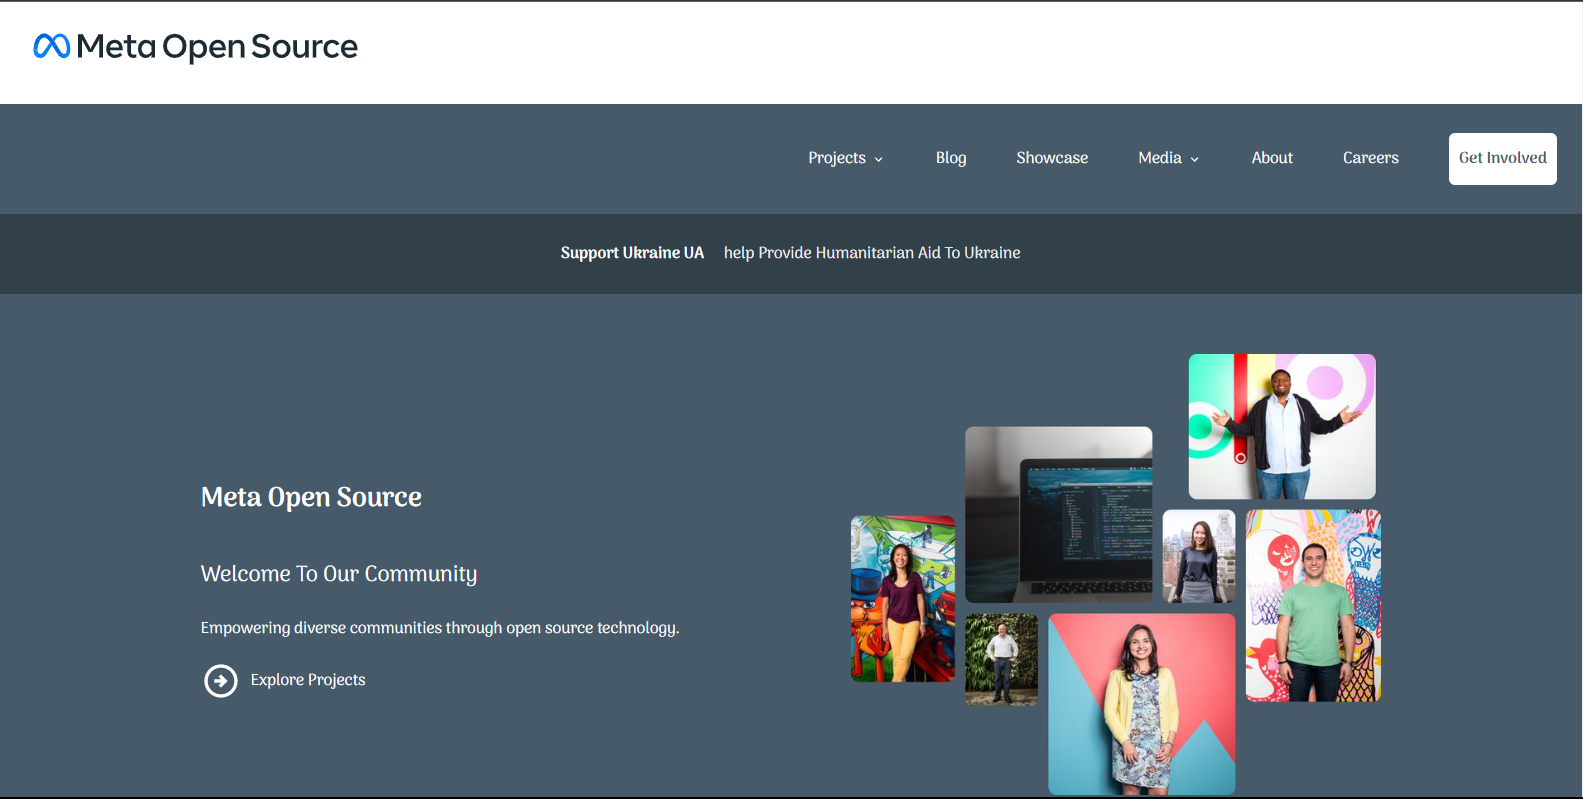 Meta Open Source
Projects Blog Showcase Media About Careers Get Involved
Support Ukraine UA help Provide Humanitarian Aid To Ukraine
Meta Open Source
Welcome To Our Community
Empowering diverse communities through open source technology.
Explore Projects